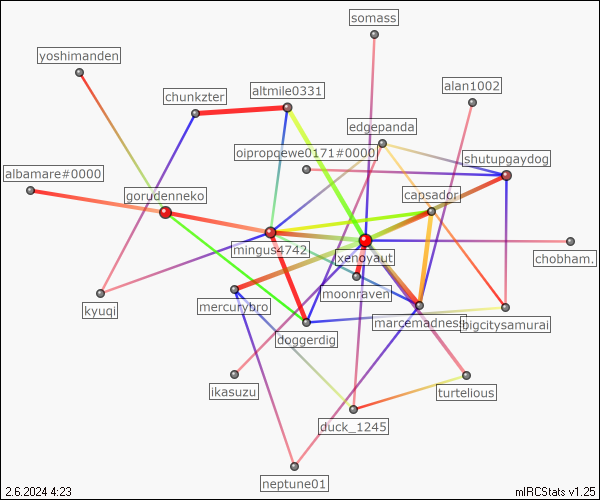 somass
yoshimanden
alan1002
chunkzter
altmile0331
edgepanda
oipropqewe0171#0000
shutupgaydog
albamare#0000
gorudenneko
capsador
mingus4742
xenoyaut
chobham.
moonraven
kyuqi
mercurybro
marcemadness
bigcitysamurai
doggerdig
ikasuzu
turtelious
duck_1245
neptune01
2.6.2024 4:23
mIRCStats v1.25